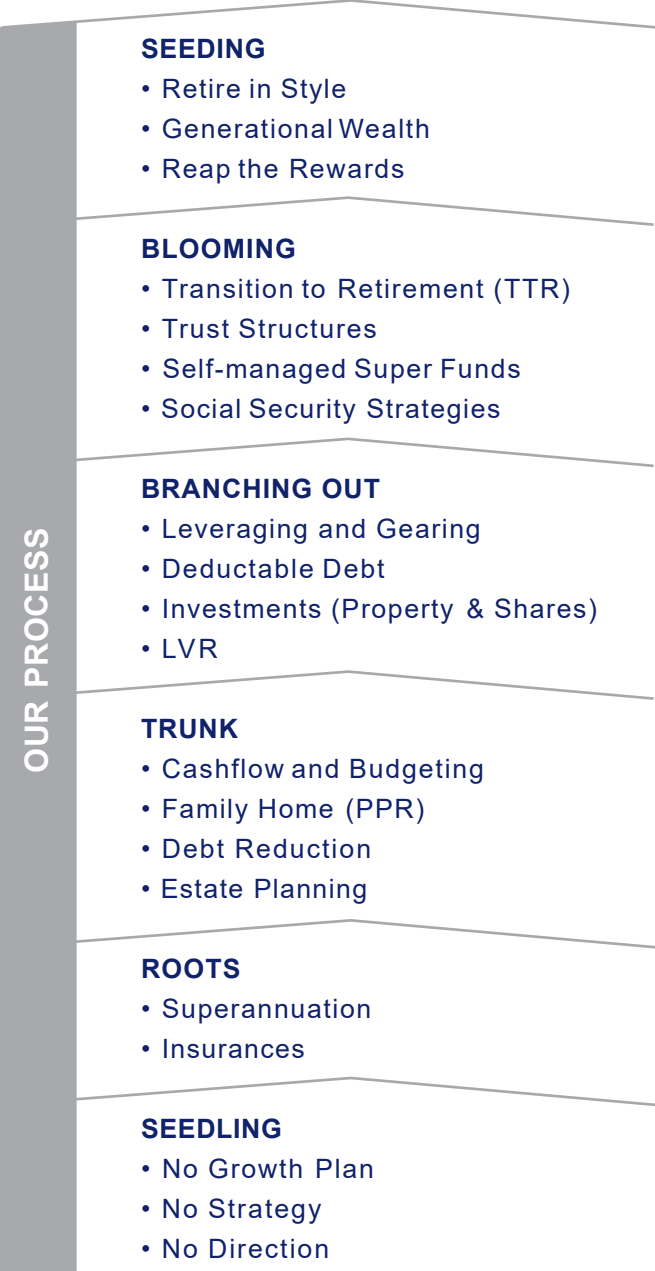 SEEDING
• Retire in Style
• Generational Wealth
• Reap the Rewards
BLOOMING
• Transition to Retirement (TTR)
• Trust Structures
• Self-managed Super Funds
• Social Security Strategies
BRANCHING OUT
• Leveraging and Gearing
• Deductable Debt
• Investments (Property & Shares)
• LVR
OUR PROCESS
TRUNK
• Cashflow and Budgeting
• Family Home (PPR)
• Debt Reduction
• Estate Planning
ROOTS
• Superannuation
• Insurances
SEEDLING
• No Growth Plan
• No Strategy
• No Direction